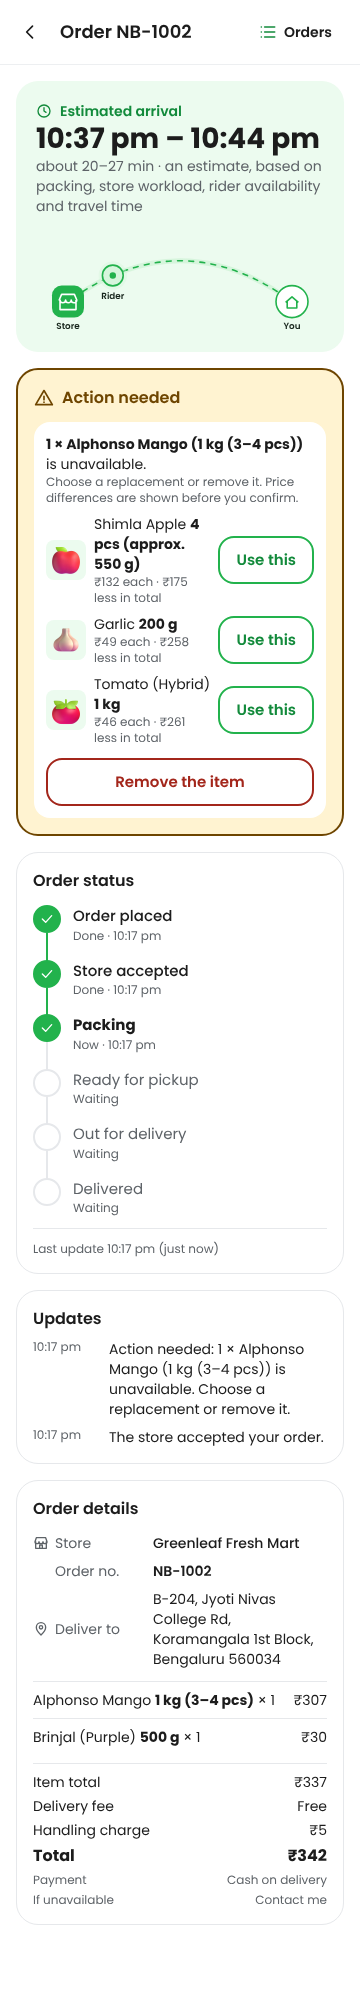 Order NB-1002
Orders
Estimated arrival
10:37 pm – 10:44 pm
about 20–27 min · an estimate, based on
packing, store workload, rider availability
and travel time
Rider
Store
You
Action needed
1 × Alphonso Mango (1 kg (3–4 pcs))
is unavailable.
Choose a replacement or remove it. Price
differences are shown before you confirm.
Shimla Apple 4
pcs (approx.
550 g)
₹132 each · ₹175
less in total
Use this
Garlic 200 g
₹49 each · ₹258
less in total
Use this
Tomato (Hybrid)
1 kg
₹46 each · ₹261
less in total
Use this
Remove the item
Order status
Order placed
Done · 10:17 pm
Store accepted
Done · 10:17 pm
Packing
Now · 10:17 pm
Ready for pickup
Waiting
Out for delivery
Waiting
Delivered
Waiting
Last update 10:17 pm (just now)
Updates
10:17 pm Action needed: 1 × Alphonso
Mango (1 kg (3–4 pcs)) is
unavailable. Choose a
replacement or remove it.
10:17 pm The store accepted your order.
Order details
Store Greenleaf Fresh Mart
Order no. NB-1002
Deliver to B-204, Jyoti Nivas
College Rd,
Koramangala 1st Block,
Bengaluru 560034
Alphonso Mango 1 kg (3–4 pcs) × 1 ₹307
Brinjal (Purple) 500 g × 1 ₹30
Item total ₹337
Delivery fee Free
Handling charge ₹5
Total ₹342
Payment Cash on delivery
If unavailable Contact me